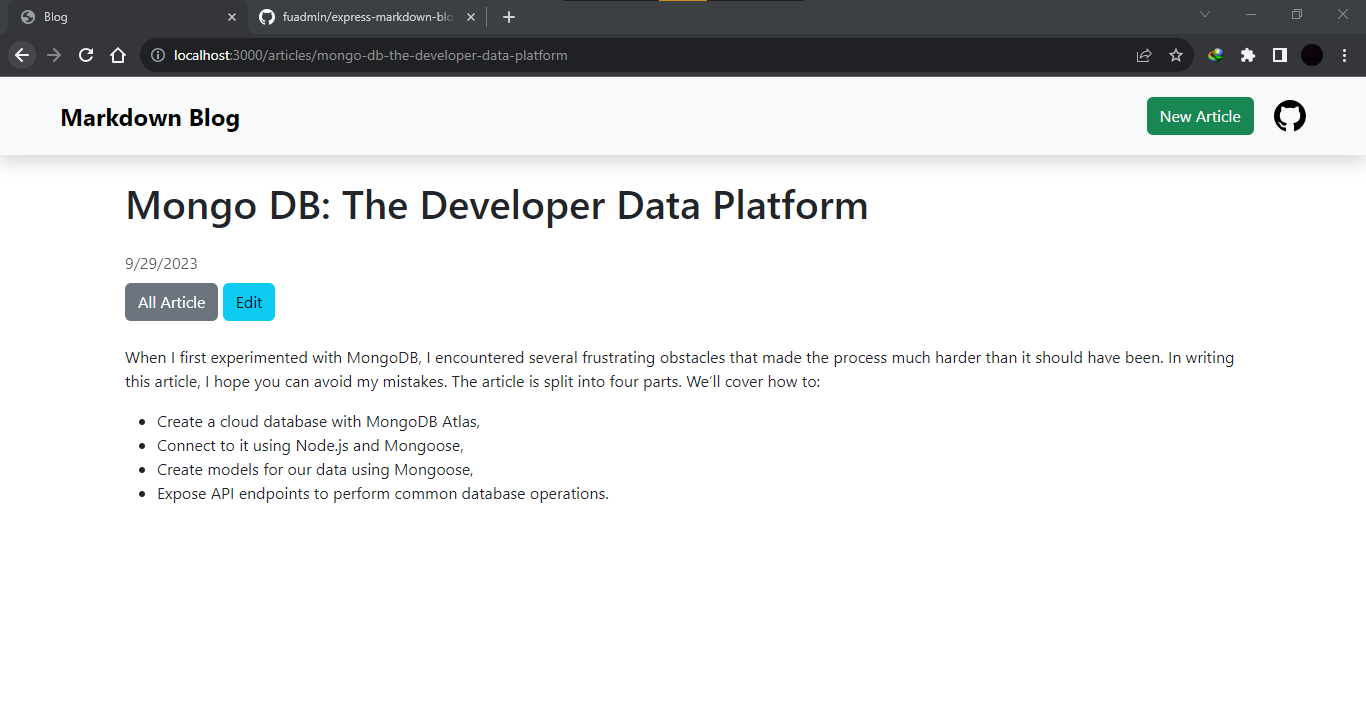 Blog
fuadmln/express-markdown-blo
localhost:3000/articles/mongo-db-the-developer-data-platform
Markdown Blog
New Article
Mongo DB: The Developer Data Platform
9/29/2023
All Article
Edit
When I first experimented with MongoDB, I encountered several frustrating obstacles that made the process much harder than it should have been. In writing
this article, I hope you can avoid my mistakes. The article is split into four parts. We’ll cover how to:
• Create a cloud database with MongoDB Atlas,
• Connect to it using Node.js and Mongoose,
• Create models for our data using Mongoose,
• Expose API endpoints to perform common database operations.